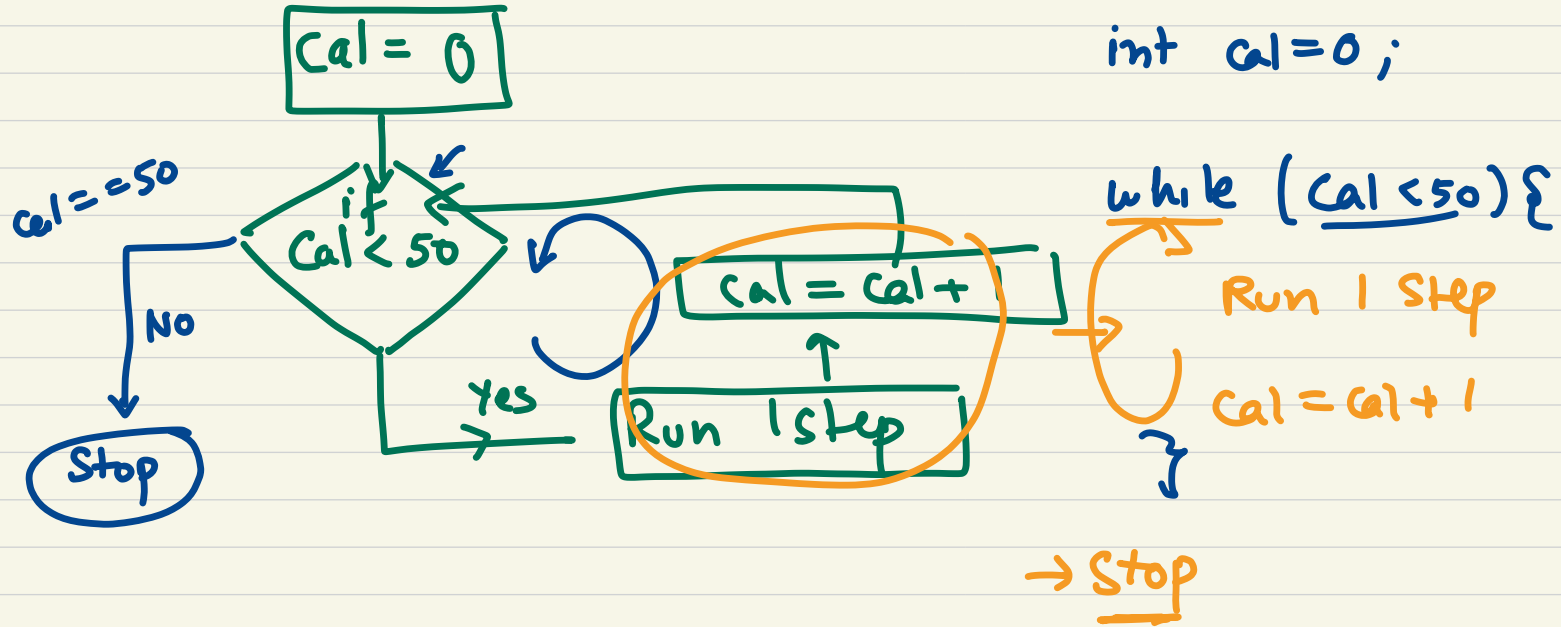 Cal = 0
if
Cal < 50
cal == 50
NO
Stop
Yes
Run 1 step
Cal = Cal + 1
int cal=0;
while (Cal <50) {
Run 1 Step
Cal = Cal + 1
}
→ Stop